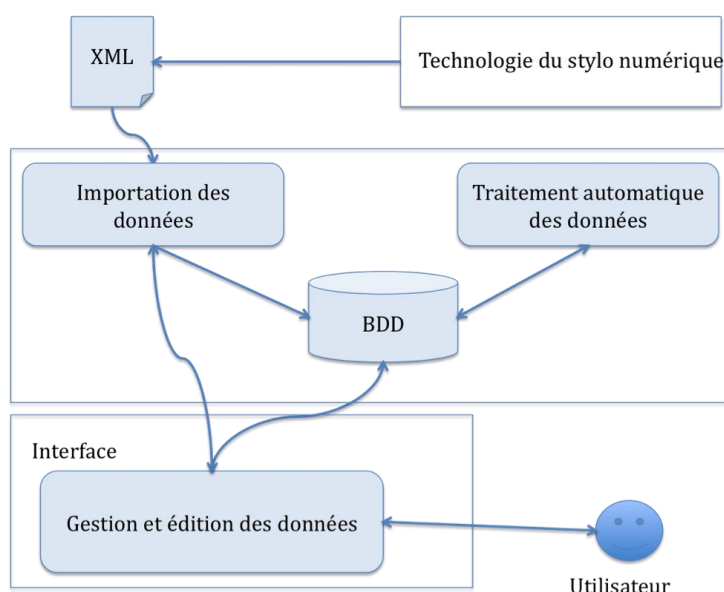 XML
Technologie du stylo numérique
Importation des
données
Traitement automatique
des données
BDD
Interface
Gestion et édition des données
Utilisateur